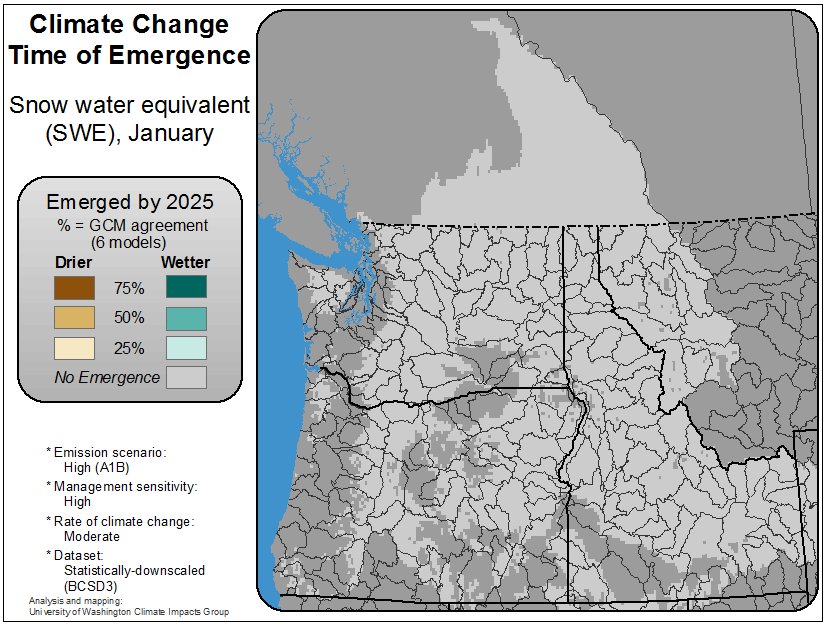 Climate Change
Time of Emergence
Snow water equivalent
(SWE), January
Emerged by 2025
% = GCM agreement
(6 models)
Drier Wetter
75%
50%
25%
No Emergence
* Emission scenario:
High (A1B)
* Management sensitivity:
High
* Rate of climate change:
Moderate
* Dataset:
Statistically-downscaled
(BCSD3)
Analysis and mapping:
University of Washington Climate Impacts Group